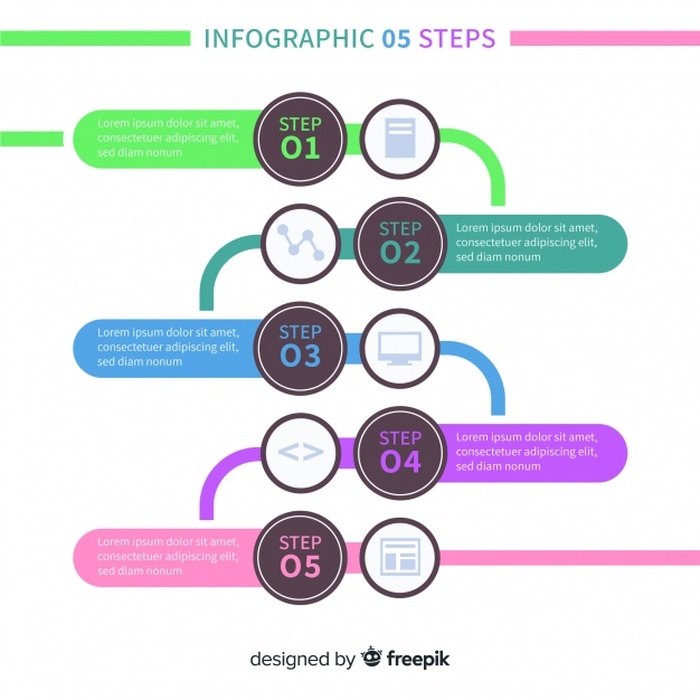 INFOGRAPHIC 05 STEPS
Lorem ipsum dolor sit amet,
consectetuer adipiscing elit,
sed diam nonum
STEP
01
STEP
02
Lorem ipsum dolor sit amet,
consectetuer adipiscing elit,
sed diam nonum
Lorem ipsum dolor sit amet,
consectetuer adipiscing elit,
sed diam nonum
STEP
03
< >
STEP
04
Lorem ipsum dolor sit amet,
consectetuer adipiscing elit,
sed diam nonum
Lorem ipsum dolor sit amet,
consectetuer adipiscing elit,
sed diam nonum
STEP
05
designed by freepik